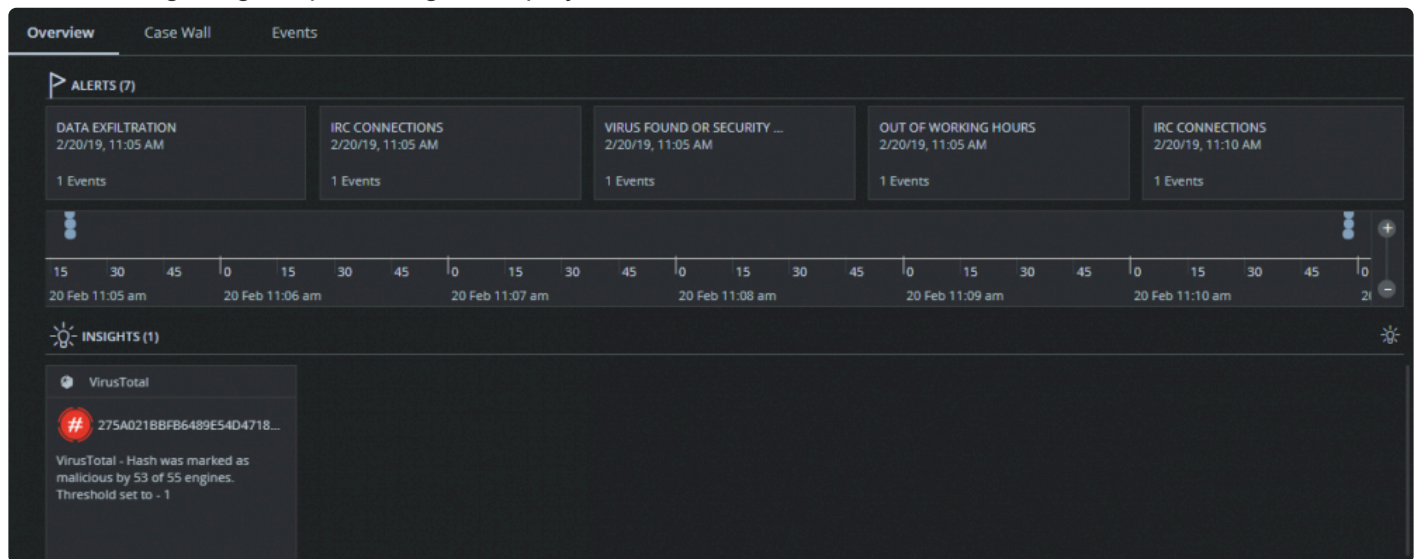 Overview Case Wall Events
ALERTS (7)
DATA EXFILTRATION
2/20/19, 11:05 AM
1 Events
IRC CONNECTIONS
2/20/19, 11:05 AM
1 Events
VIRUS FOUND OR SECURITY ...
2/20/19, 11:05 AM
1 Events
OUT OF WORKING HOURS
2/20/19, 11:05 AM
1 Events
IRC CONNECTIONS
2/20/19, 11:10 AM
1 Events
+
15 30 45 0 15 30 45 0 15 30 45 0 15 30 45 0 15 30 45 0 15 30 45 0
20 Feb 11:05 am 20 Feb 11:06 am 20 Feb 11:07 am 20 Feb 11:08 am 20 Feb 11:09 am 20 Feb 11:10 am
-
INSIGHTS (1)
VirusTotal
# 275A021BBFB6489E54D4718...
VirusTotal - Hash was marked as
malicious by 53 of 55 engines.
Threshold set to - 1